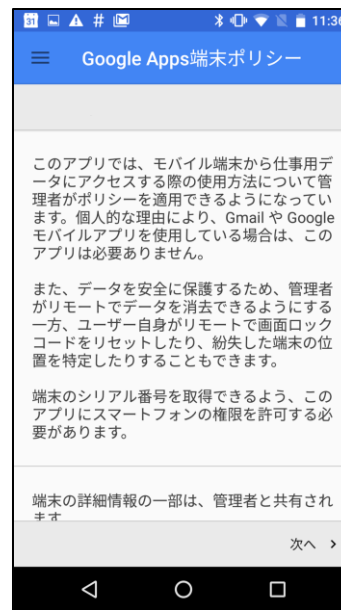 31 # 11:36
Google Apps端末ポリシー
このアプリでは、モバイル端末から仕事用デ
ータにアクセスする際の使用方法について管
理者がポリシーを適用できるようになってい
ます。個人的な理由により、Gmail や Google
モバイルアプリを使用している場合は、この
アプリは必要ありません。
また、データを安全に保護するため、管理者
がリモートでデータを消去できるようにする
一方、ユーザー自身がリモートで画面ロック
コードをリセットしたり、紛失した端末の位
置を特定したりすることもできます。
端末のシリアル番号を取得できるよう、この
アプリにスマートフォンの権限を許可する必
要があります。
端末の詳細情報の一部は、管理者と共有され
ます
次へ